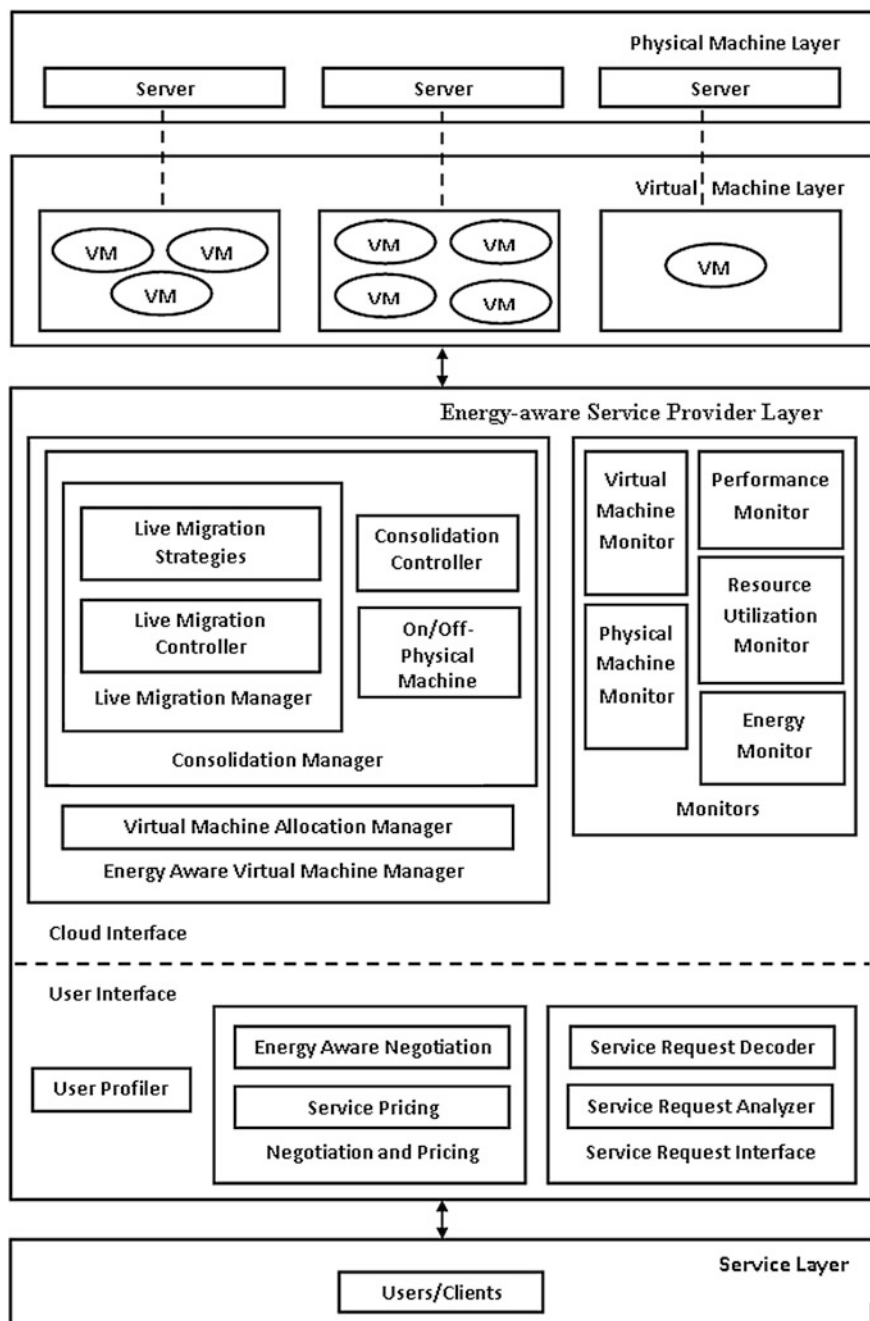 Physical Machine Layer
Server
Server
Server
Virtual Machine Layer
VM
VM
VM
VM
VM
VM
VM
VM
Energy-aware Service Provider Layer
Live Migration
Strategies
Live Migration
Controller
Live Migration Manager
Consolidation
Controller
On/Off-
Physical
Machine
Consolidation Manager
Virtual Machine Allocation Manager
Energy Aware Virtual Machine Manager
Virtual
Machine
Monitor
Physical
Machine
Monitor
Performance
Monitor
Resource
Utilization
Monitor
Energy
Monitor
Monitors
Cloud Interface
User Interface
User Profiler
Energy Aware Negotiation
Service Pricing
Negotiation and Pricing
Service Request Decoder
Service Request Analyzer
Service Request Interface
Service Layer
Users/Clients